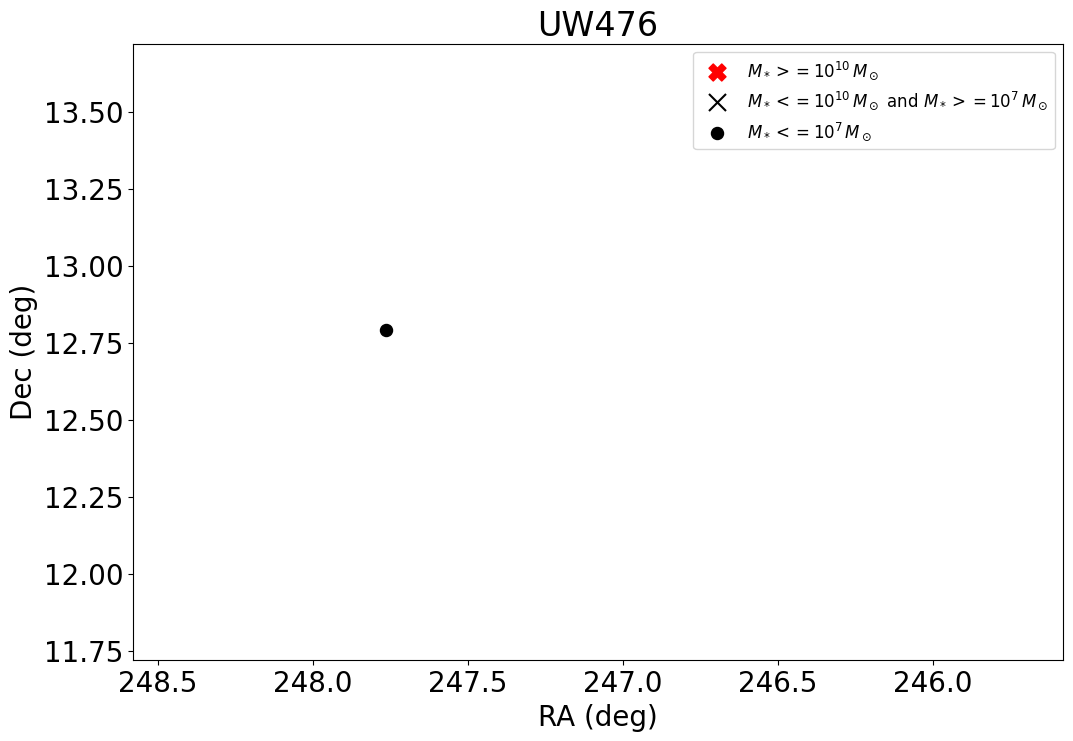 UW476
M* >= 10^10 M⊙
M* <= 10^10 M⊙ and M* >= 10^7 M⊙
M* <= 10^7 M⊙
13.50
13.25
13.00
12.75
12.50
12.25
12.00
11.75
Dec (deg)
248.5 248.0 247.5 247.0 246.5 246.0
RA (deg)